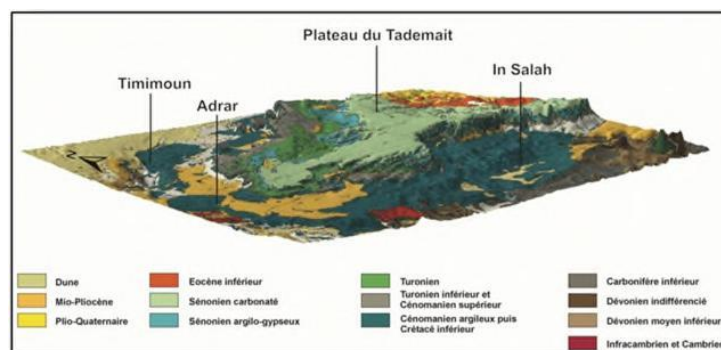 Plateau du Tademait
Timimoun
In Salah
Adrar
N
Dune
Mio-Pliocène
Plio-Quaternaire
Eocène inférieur
Sénonien carbonaté
Sénonien argilo-gypseux
Turonien
Turonien inférieur et
Cénomanien supérieur
Cénomanien argileux puis
Crétacé inférieur
Carbonifère inférieur
Dévonien indifférencié
Dévonien moyen inférieur
Infracambrien et Cambrien